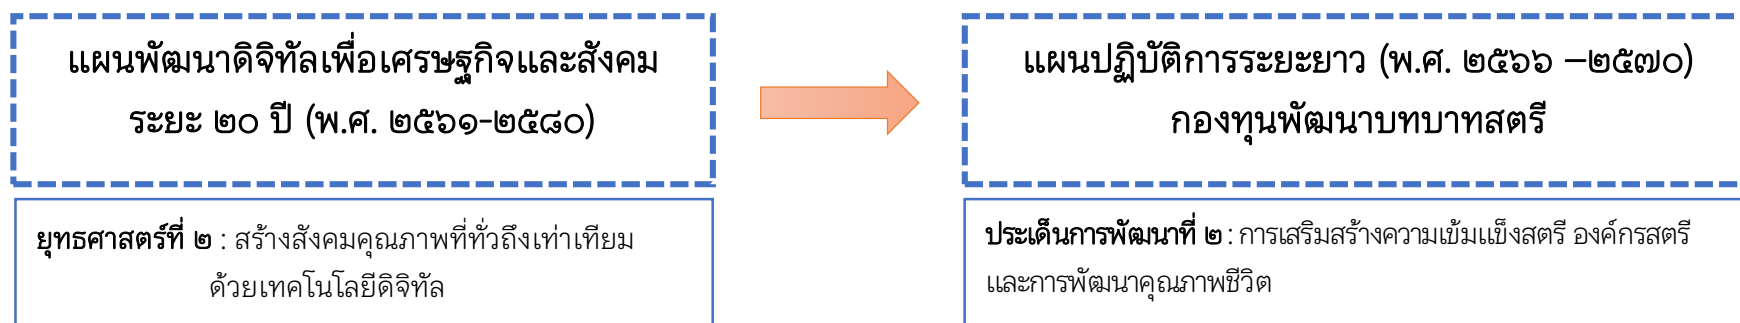 แผนพัฒนาดิจิทัลเพื่อเศรษฐกิจและสังคม
ระยะ ๒๐ ปี (พ.ศ. ๒๕๖๑-๒๕๘๐)
ยุทธศาสตร์ที่ ๒ : สร้างสังคมคุณภาพที่ทั่วถึงเท่าเทียม
ด้วยเทคโนโลยีดิจิทัล
แผนปฏิบัติการระยะยาว (พ.ศ. ๒๕๖๖ –๒๕๗๐)
กองทุนพัฒนาบทบาทสตรี
ประเด็นการพัฒนาที่ ๒ : การเสริมสร้างความเข้มแข็งสตรี องค์กรสตรี
และการพัฒนาคุณภาพชีวิต